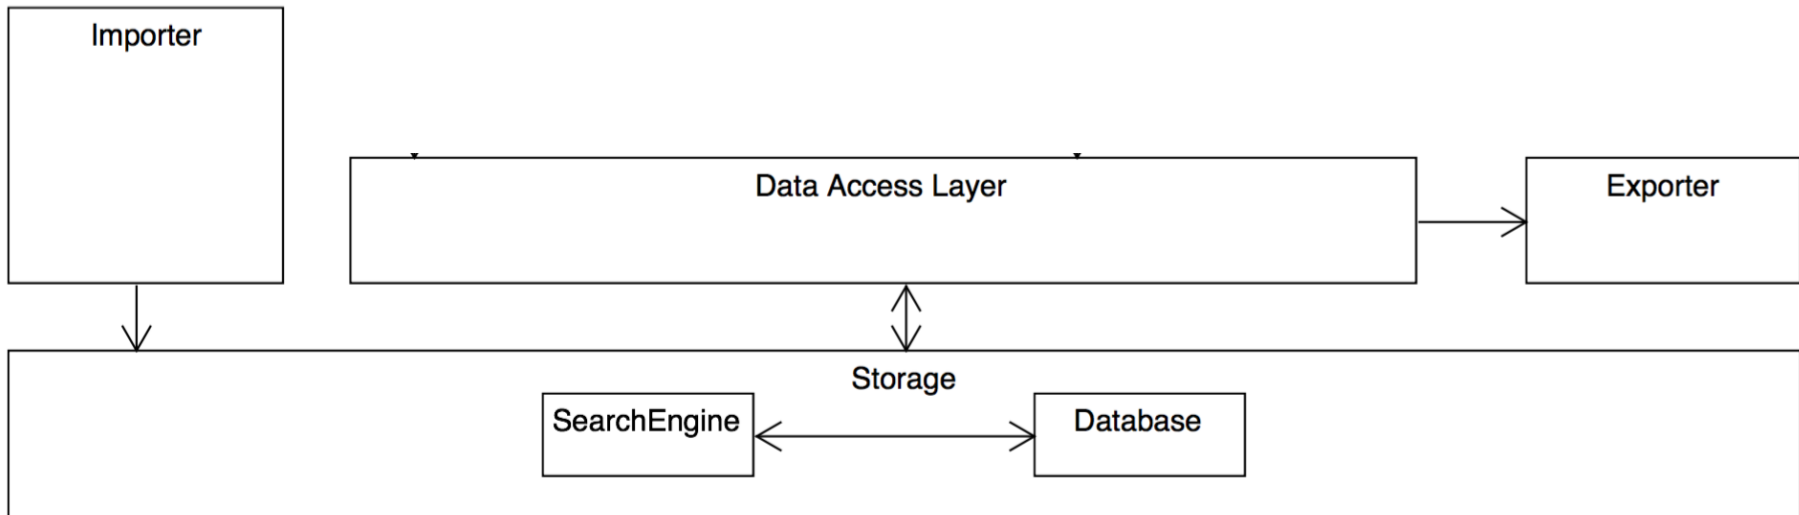 Importer
Data Access Layer
Exporter
Storage
SearchEngine
Database